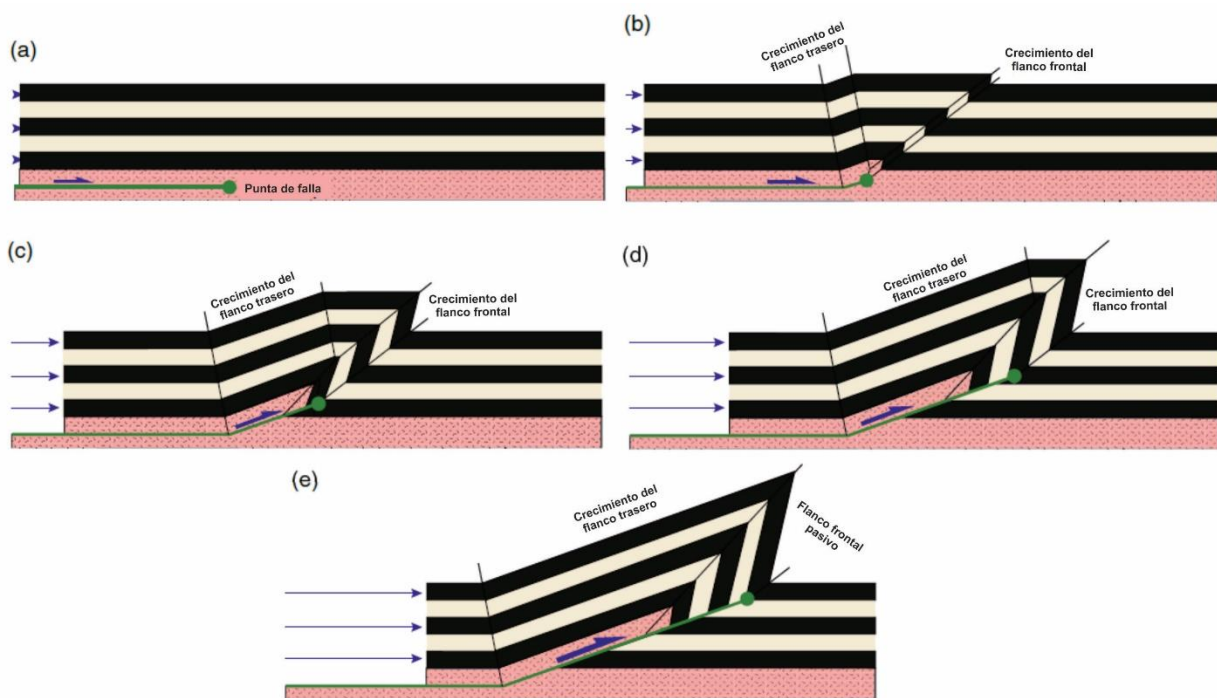 (a)
Punta de falla
(b)
Crecimiento del
flanco trasero
Crecimiento del
flanco frontal
(c)
Crecimiento del
flanco trasero
Crecimiento del
flanco frontal
(d)
Crecimiento del
flanco trasero
Crecimiento del
flanco frontal
(e)
Crecimiento del
flanco trasero
Flanco frontal
pasivo